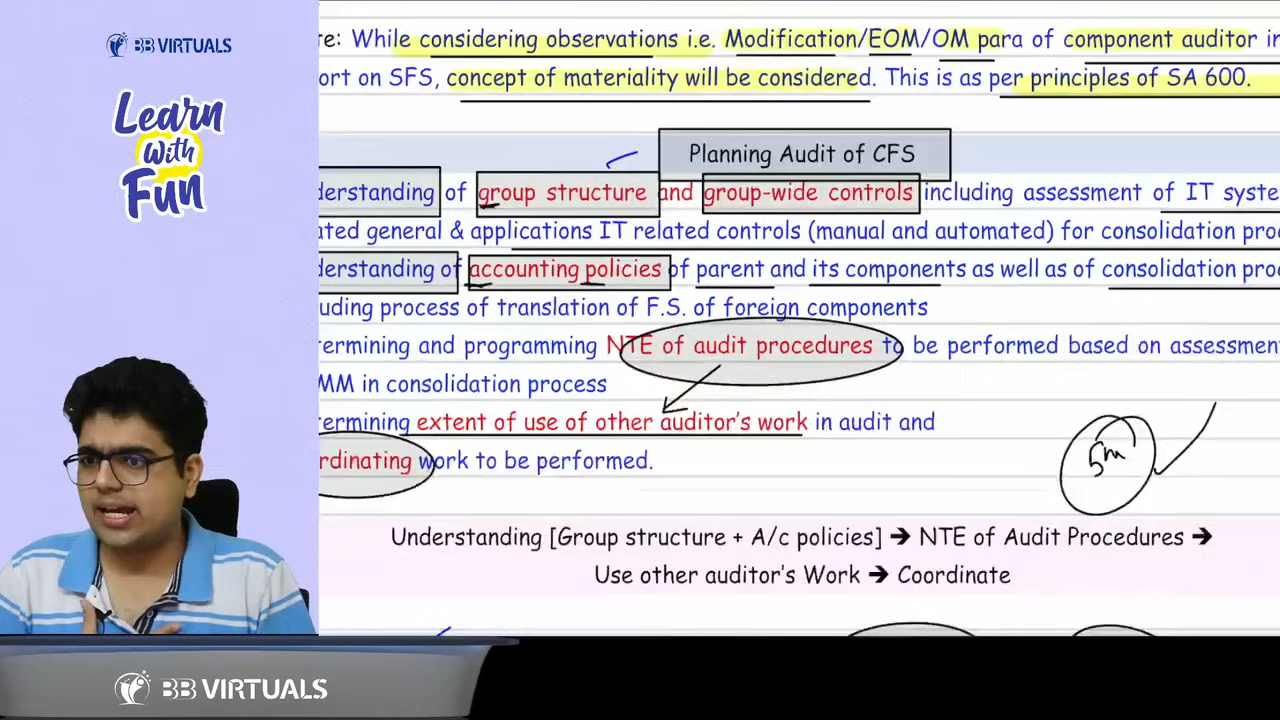 BB VIRTUALS
Learn
With
Fun
te: While considering observations i.e. Modification/EOM/OM para of component auditor in
ort on SFS, concept of materiality will be considered. This is as per principles of SA 600.
Planning Audit of CFS
derstanding of group structure and group-wide controls including assessment of IT syste
ated general & applications IT related controls (manual and automated) for consolidation pro
derstanding of accounting policies of parent and its components as well as of consolidation pro
uding process of translation of F.S. of foreign components
ermining and programming NTE of audit procedures to be performed based on assessment
MM in consolidation process
ermining extent of use of other auditor's work in audit and
rdinating work to be performed.
5m
Understanding [Group structure + A/c policies] ➔ NTE of Audit Procedures ➔
Use other auditor's Work ➔ Coordinate
BB VIRTUALS